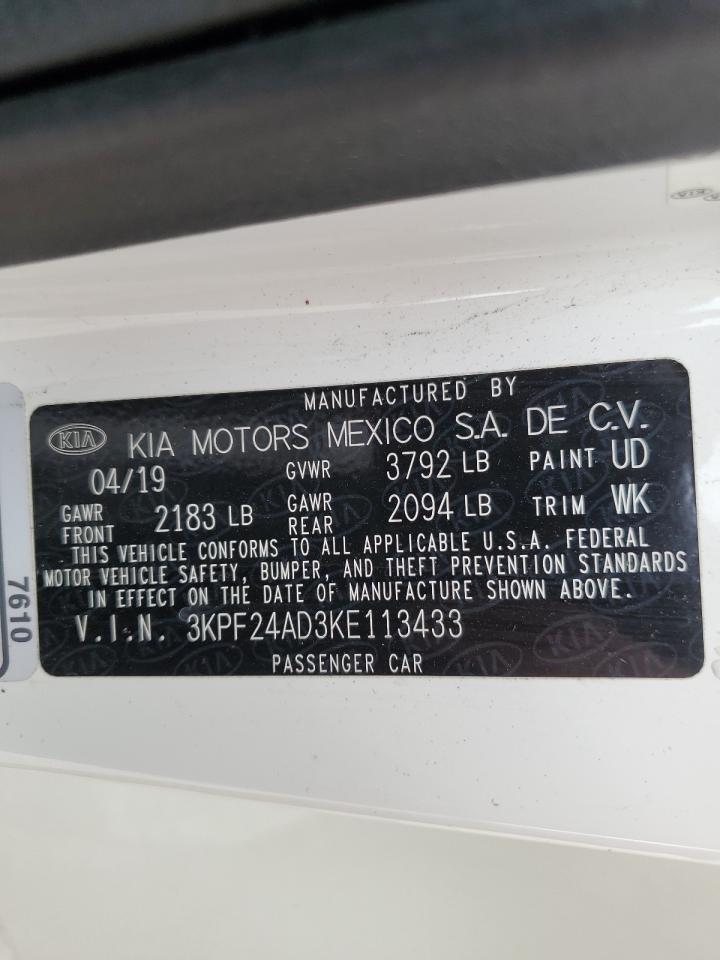 MANUFACTURED BY
KIA KIA MOTORS MEXICO S.A. DE C.V.
04/19 GVWR 3792 LB PAINT UD
GAWR FRONT 2183 LB GAWR REAR 2094 LB TRIM WK
THIS VEHICLE CONFORMS TO ALL APPLICABLE U.S.A. FEDERAL
MOTOR VEHICLE SAFETY, BUMPER, AND THEFT PREVENTION STANDARDS
IN EFFECT ON THE DATE OF MANUFACTURE SHOWN ABOVE.
V.I.N. 3KPF24AD3KE113433
PASSENGER CAR
7610